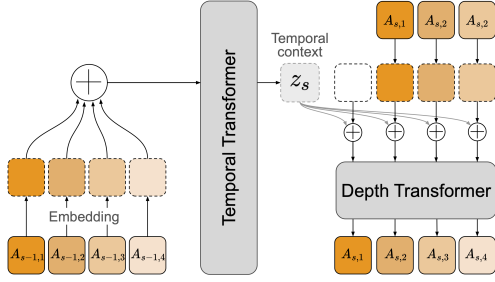 A_{s,1} A_{s,2} A_{s,2}
Temporal
context
z_s
Temporal Transformer
Embedding
Depth Transformer
A_{s−1,1} A_{s−1,2} A_{s−1,3} A_{s−1,4}
A_{s,1} A_{s,2} A_{s,3} A_{s,4}